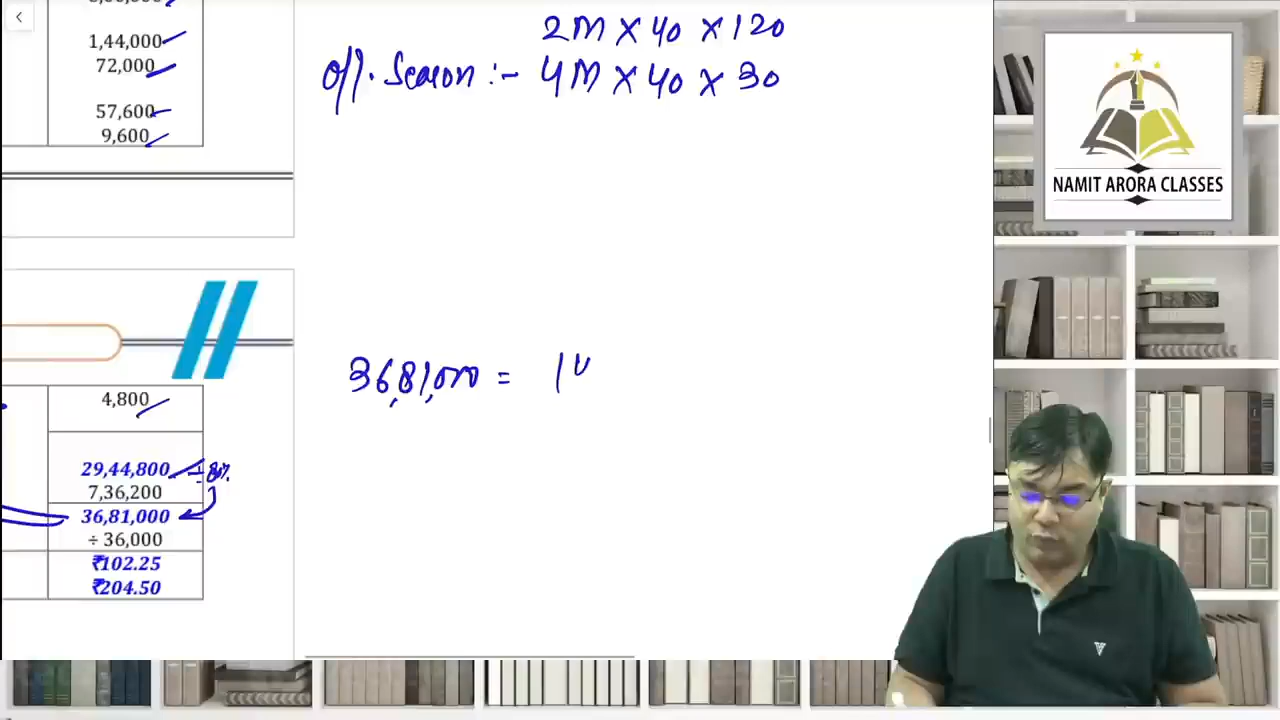 1,44,000
72,000
57,600
9,600
2M × 40 × 120
Off. Season :- 4M × 40 × 30
NAMIT ARORA CLASSES
36,81,000 =
4,800
29,44,800 ÷ 80%
7,36,200
36,81,000
÷ 36,000
₹102.25
₹204.50